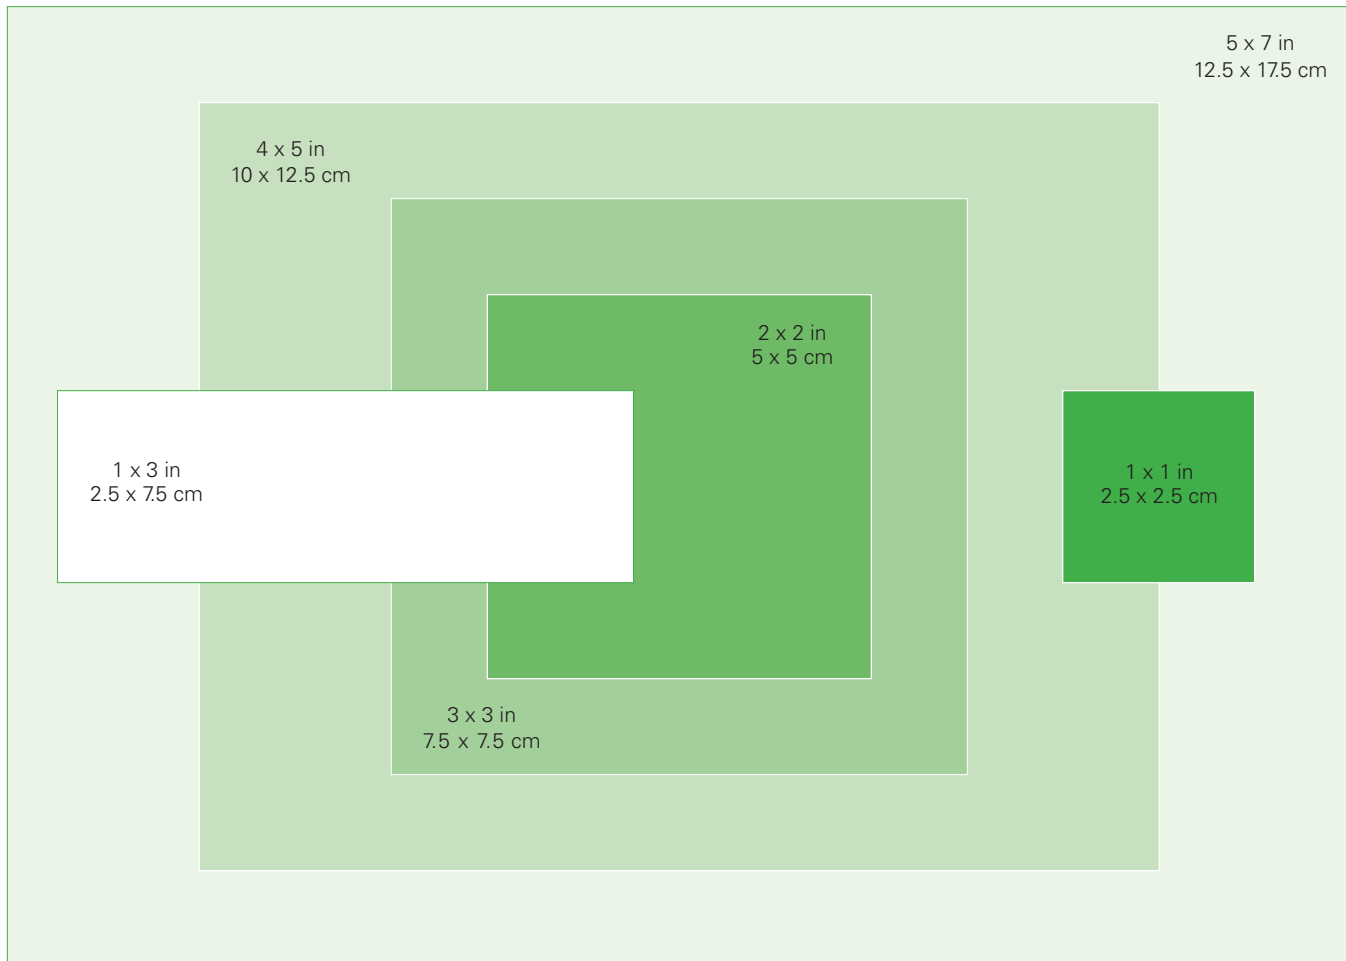 5 x 7 in
12.5 x 17.5 cm
4 x 5 in
10 x 12.5 cm
2 x 2 in
5 x 5 cm
1 x 3 in
2.5 x 7.5 cm
1 x 1 in
2.5 x 2.5 cm
3 x 3 in
7.5 x 7.5 cm